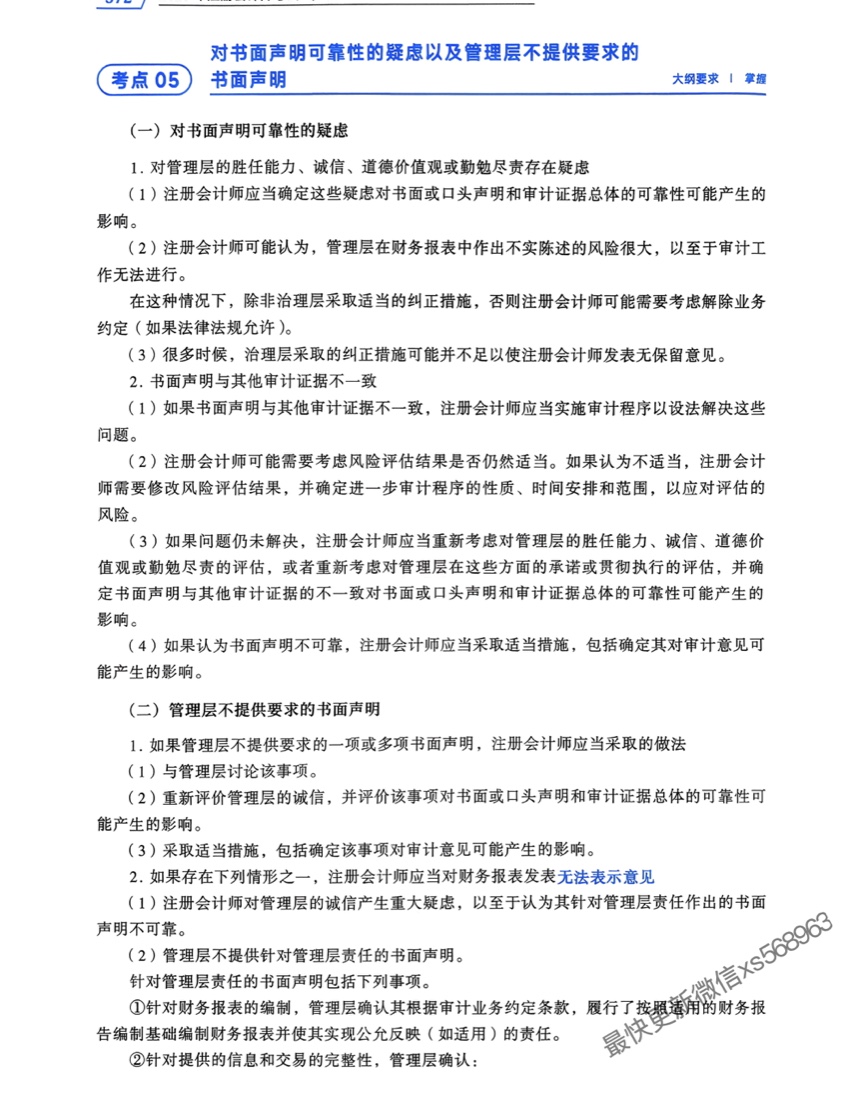 对书面声明可靠性的疑虑以及管理层不提供要求的
考点 05 书面声明 大纲要求 | 掌握
（一）对书面声明可靠性的疑虑
1. 对管理层的胜任能力、诚信、道德价值观或勤勉尽责存在疑虑
（1）注册会计师应当确定这些疑虑对书面或口头声明和审计证据总体的可靠性可能产生的
影响。
（2）注册会计师可能认为，管理层在财务报表中作出不实陈述的风险很大，以至于审计工
作无法进行。
在这种情况下，除非治理层采取适当的纠正措施，否则注册会计师可能需要考虑解除业务
约定（如果法律法规允许）。
（3）很多时候，治理层采取的纠正措施可能并不足以使注册会计师发表无保留意见。
2. 书面声明与其他审计证据不一致
（1）如果书面声明与其他审计证据不一致，注册会计师应当实施审计程序以设法解决这些
问题。
（2）注册会计师可能需要考虑风险评估结果是否仍然适当。如果认为不适当，注册会计
师需要修改风险评估结果，并确定进一步审计程序的性质、时间安排和范围，以应对评估的
风险。
（3）如果问题仍未解决，注册会计师应当重新考虑对管理层的胜任能力、诚信、道德价
值观或勤勉尽责的评估，或者重新考虑对管理层在这些方面的承诺或贯彻执行的评估，并确
定书面声明与其他审计证据的不一致对书面或口头声明和审计证据总体的可靠性可能产生的
影响。
（4）如果认为书面声明不可靠，注册会计师应当采取适当措施，包括确定其对审计意见可
能产生的影响。
（二）管理层不提供要求的书面声明
1. 如果管理层不提供要求的一项或多项书面声明，注册会计师应当采取的做法
（1）与管理层讨论该事项。
（2）重新评价管理层的诚信，并评价该事项对书面或口头声明和审计证据总体的可靠性可
能产生的影响。
（3）采取适当措施，包括确定该事项对审计意见可能产生的影响。
2. 如果存在下列情形之一，注册会计师应当对财务报表发表无法表示意见
（1）注册会计师对管理层的诚信产生重大疑虑，以至于认为其针对管理层责任作出的书面
声明不可靠。
（2）管理层不提供针对管理层责任的书面声明。
针对管理层责任的书面声明包括下列事项。
①针对财务报表的编制，管理层确认其根据审计业务约定条款，履行了按照适用的财务报
告编制基础编制财务报表并使其实现公允反映（如适用）的责任。
②针对提供的信息和交易的完整性，管理层确认：
最快更新微信xs568963